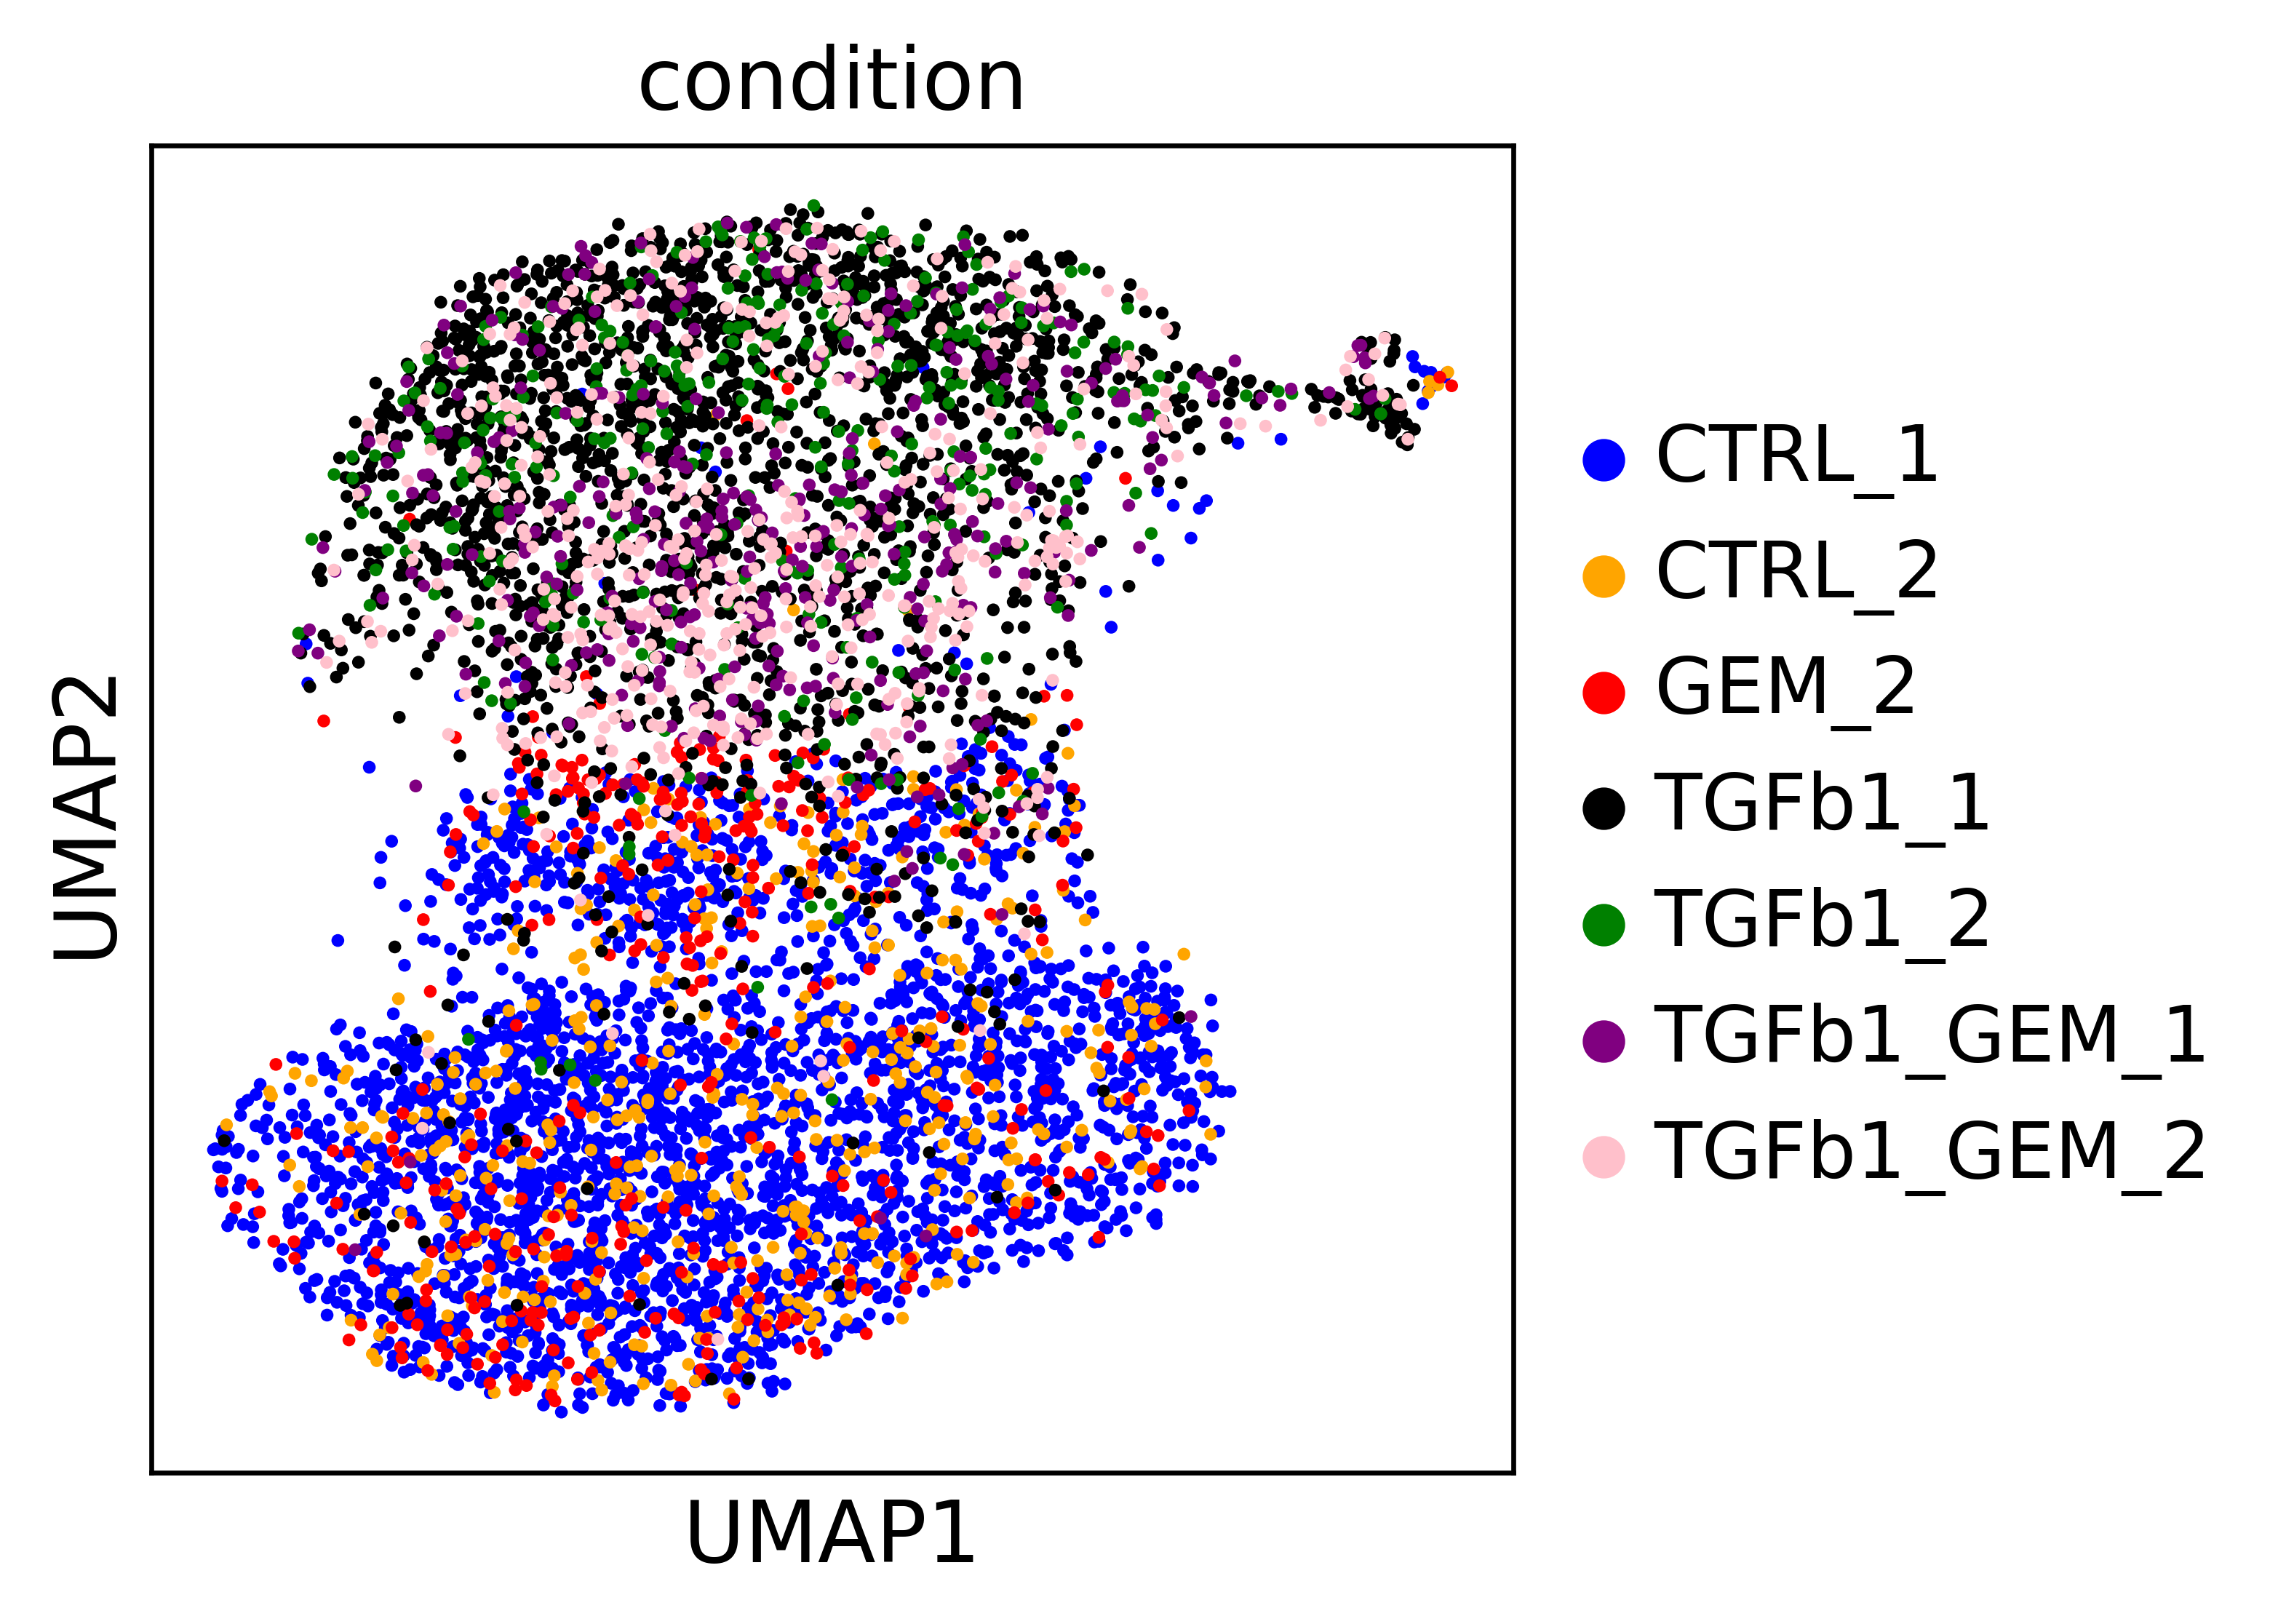 condition
UMAP2
UMAP1
CTRL_1
CTRL_2
GEM_2
TGFb1_1
TGFb1_2
TGFb1_GEM_1
TGFb1_GEM_2